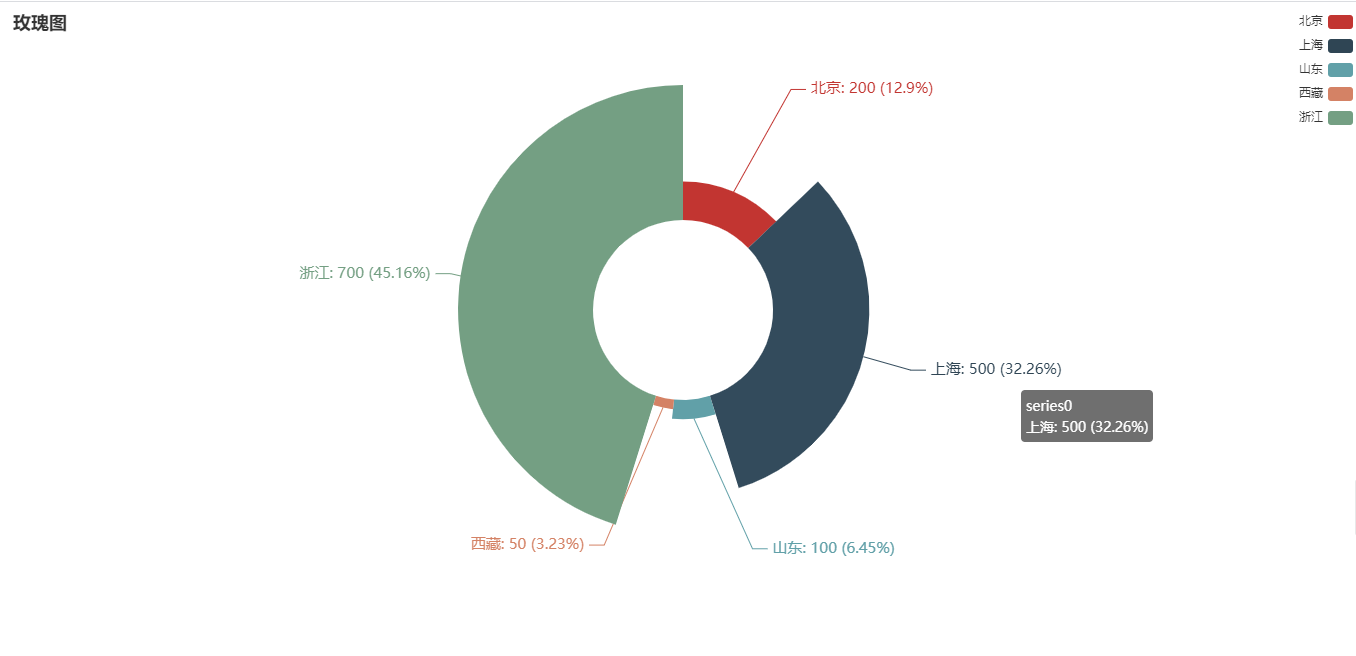 玫瑰图
北京
上海
山东
西藏
浙江
北京: 200 (12.9%)
浙江: 700 (45.16%)
上海: 500 (32.26%)
series0
上海: 500 (32.26%)
西藏: 50 (3.23%)
山东: 100 (6.45%)